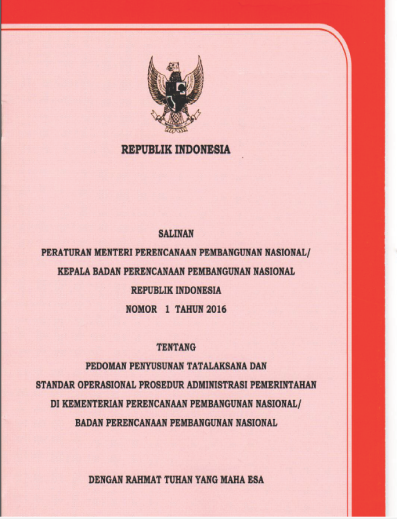 REPUBLIK INDONESIA
SALINAN
PERATURAN MENTERI PERENCANAAN PEMBANGUNAN NASIONAL/
KEPALA BADAN PERENCANAAN PEMBANGUNAN NASIONAL
REPUBLIK INDONESIA
NOMOR 1 TAHUN 2016
TENTANG
PEDOMAN PENYUSUNAN TATALAKSANA DAN
STANDAR OPERASIONAL PROSEDUR ADMINISTRASI PEMERINTAHAN
DI KEMENTERIAN PERENCANAAN PEMBANGUNAN NASIONAL/
BADAN PERENCANAAN PEMBANGUNAN NASIONAL
DENGAN RAHMAT TUHAN YANG MAHA ESA